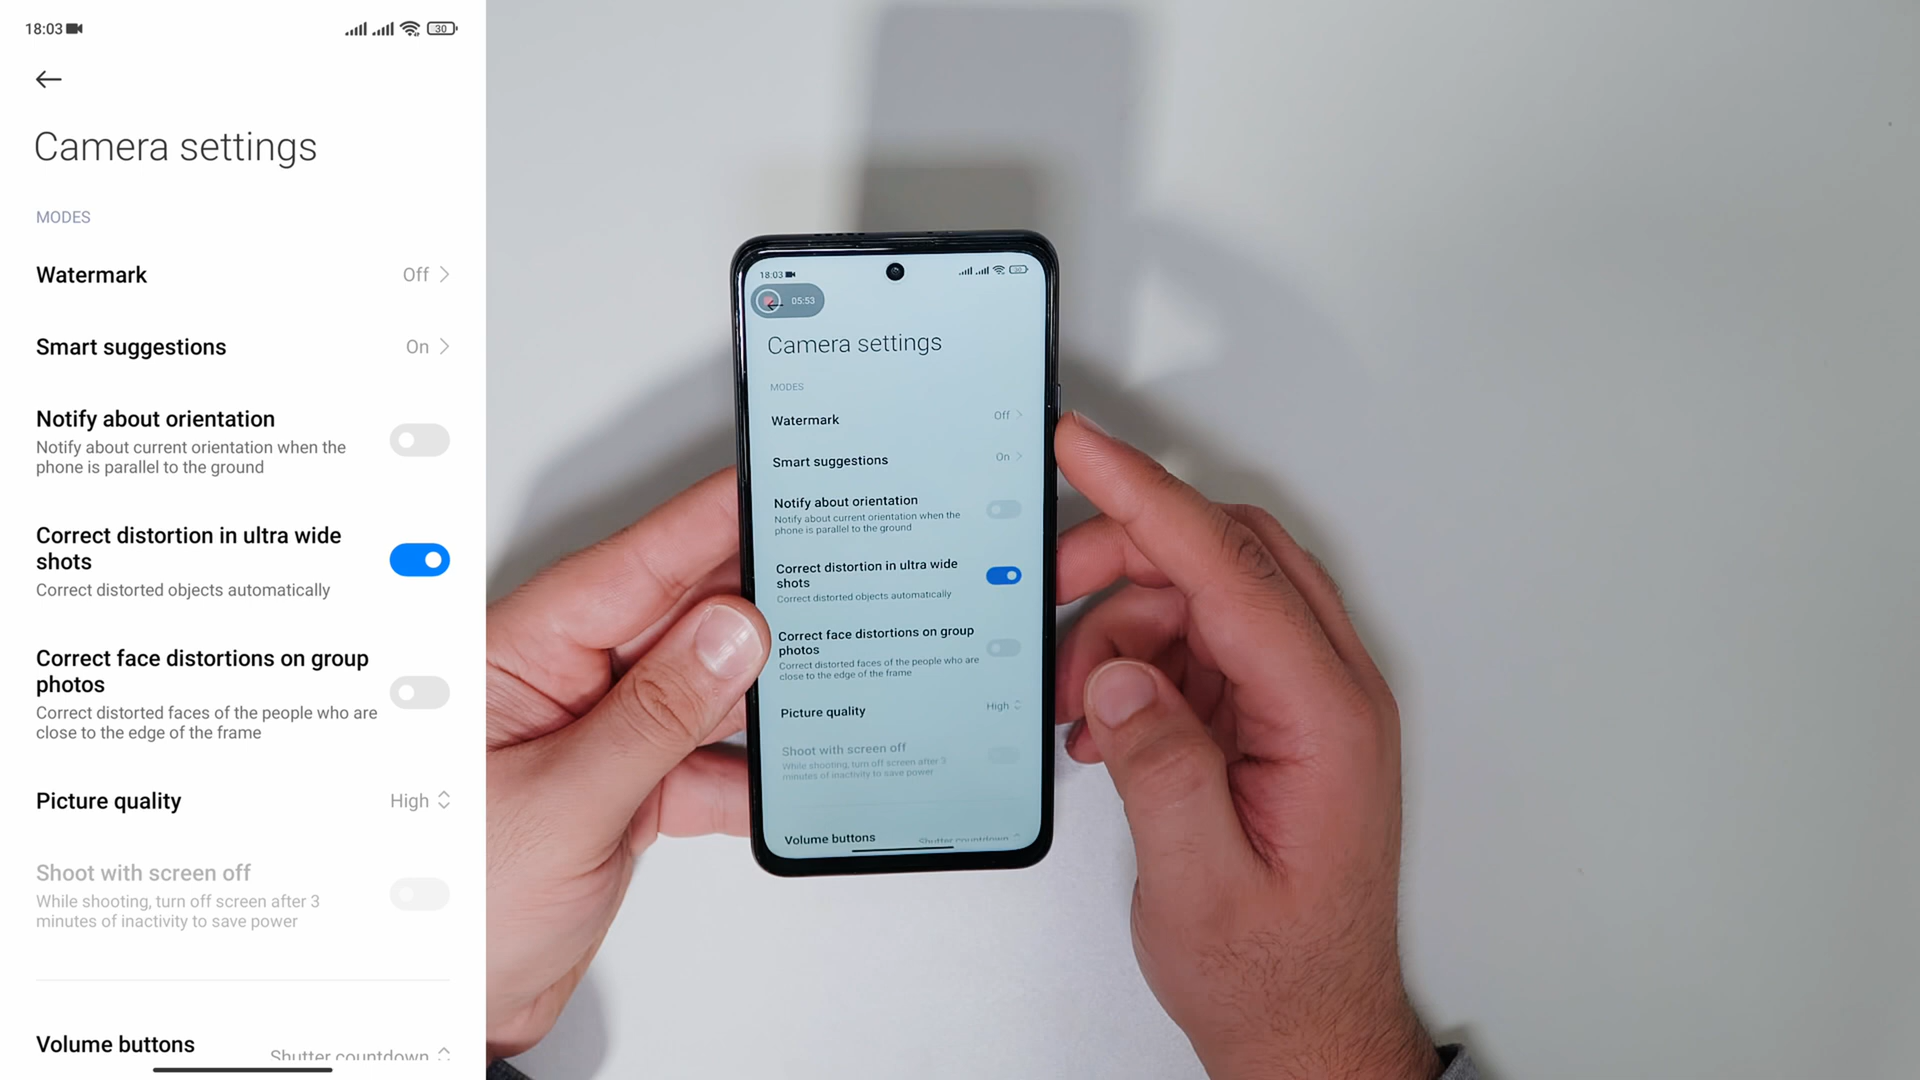 18:03
30
Camera settings
MODES
Watermark
Off
Smart suggestions
On
Notify about orientation
Notify about current orientation when the
phone is parallel to the ground
Correct distortion in ultra wide
shots
Correct distorted objects automatically
Correct face distortions on group
photos
Correct distorted faces of the people who are
close to the edge of the frame
Picture quality
High
Shoot with screen off
While shooting, turn off screen after 3
minutes of inactivity to save power
Volume buttons
Shutter countdown
18:03
30
05:53
Camera settings
MODES
Watermark
Off
Smart suggestions
On
Notify about orientation
Notify about current orientation when the
phone is parallel to the ground
Correct distortion in ultra wide
shots
Correct distorted objects automatically
Correct face distortions on group
photos
Correct distorted faces of the people who are
close to the edge of the frame
Picture quality
High
Shoot with screen off
While shooting, turn off screen after 3
minutes of inactivity to save power
Volume buttons
Shutter countdown